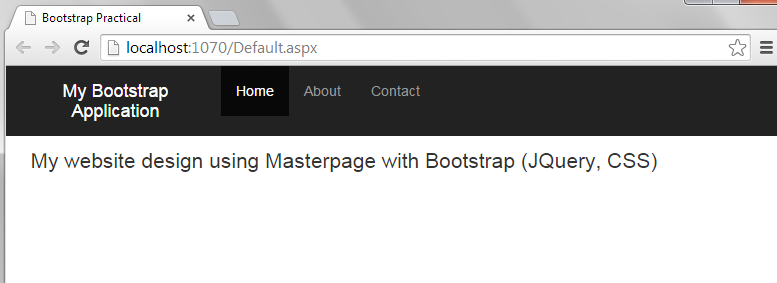 Bootstrap Practical
localhost:1070/Default.aspx
My Bootstrap
Application
Home About Contact
My website design using Masterpage with Bootstrap (JQuery, CSS)